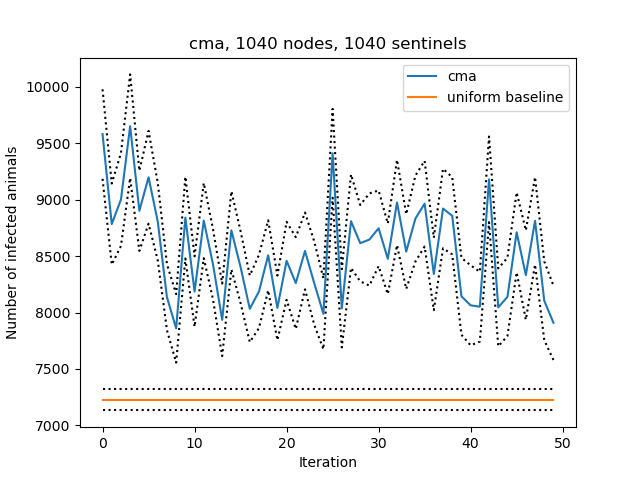 cma, 1040 nodes, 1040 sentinels
cma
uniform baseline
Number of infected animals
10000
9500
9000
8500
8000
7500
7000
0 10 20 30 40 50
Iteration